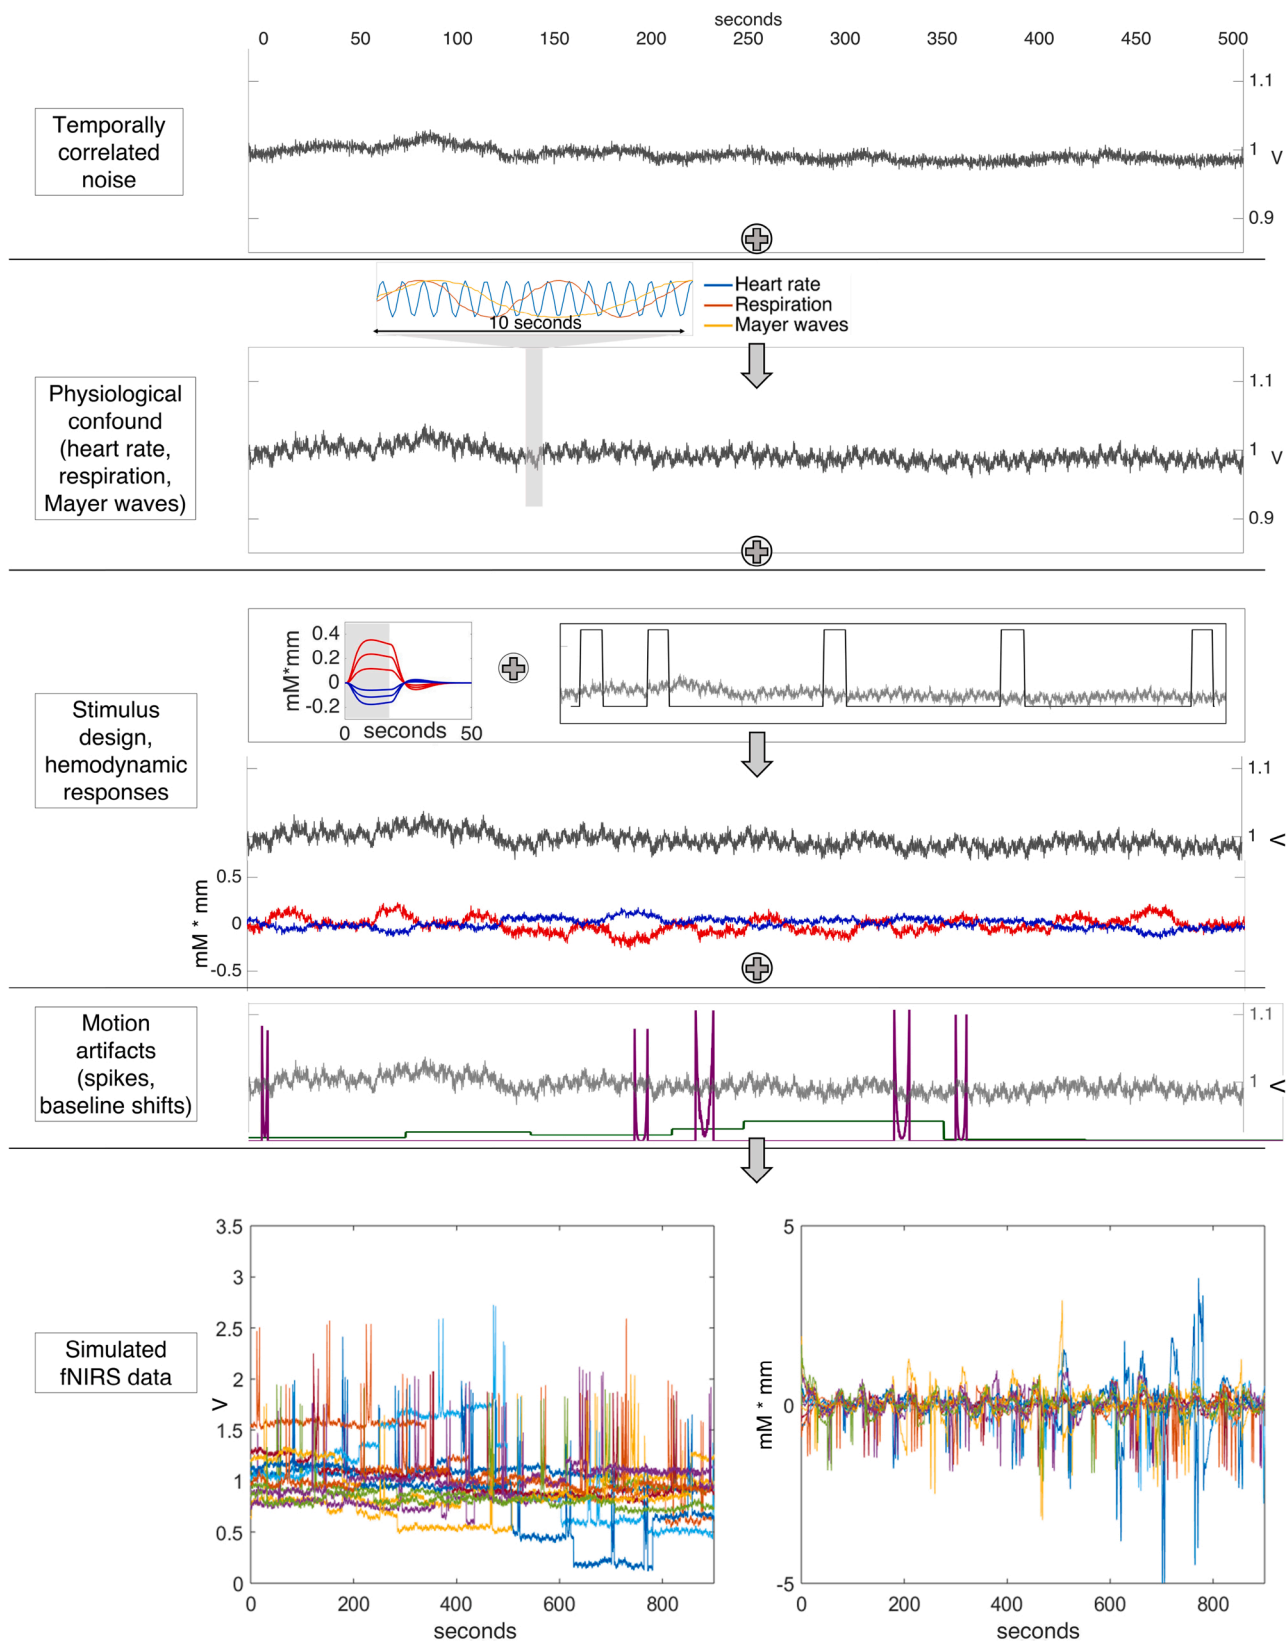 seconds
0 50 100 150 200 250 300 350 400 450 500
1.1
Temporally
correlated
noise
1
V
0.9
Heart rate
Respiration
Mayer waves
10 seconds
1.1
Physiological
confound
(heart rate,
respiration,
Mayer waves)
1
V
0.9
mM*mm
0.4
0.2
0
-0.2
0 seconds 50
Stimulus
design,
hemodynamic
responses
1.1
1
V
mM * mm
0.5
0
-0.5
Motion
artifacts
(spikes,
baseline shifts)
1.1
1
V
Simulated
fNIRS data
V
3.5
3
2.5
2
1.5
1
0.5
0
0 200 400 600 800
seconds
mM * mm
5
0
-5
0 200 400 600 800
seconds